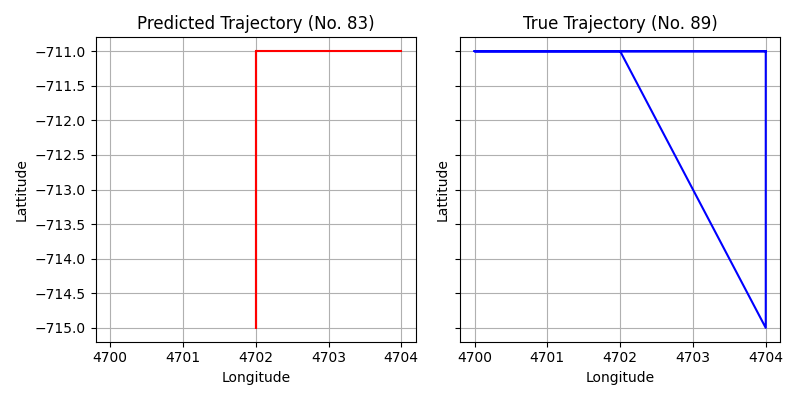 Predicted Trajectory (No. 83)
True Trajectory (No. 89)
−711.0
−711.5
−712.0
−712.5
−713.0
−713.5
−714.0
−714.5
−715.0
Lattitude
4700 4701 4702 4703 4704
Longitude
Lattitude
4700 4701 4702 4703 4704
Longitude